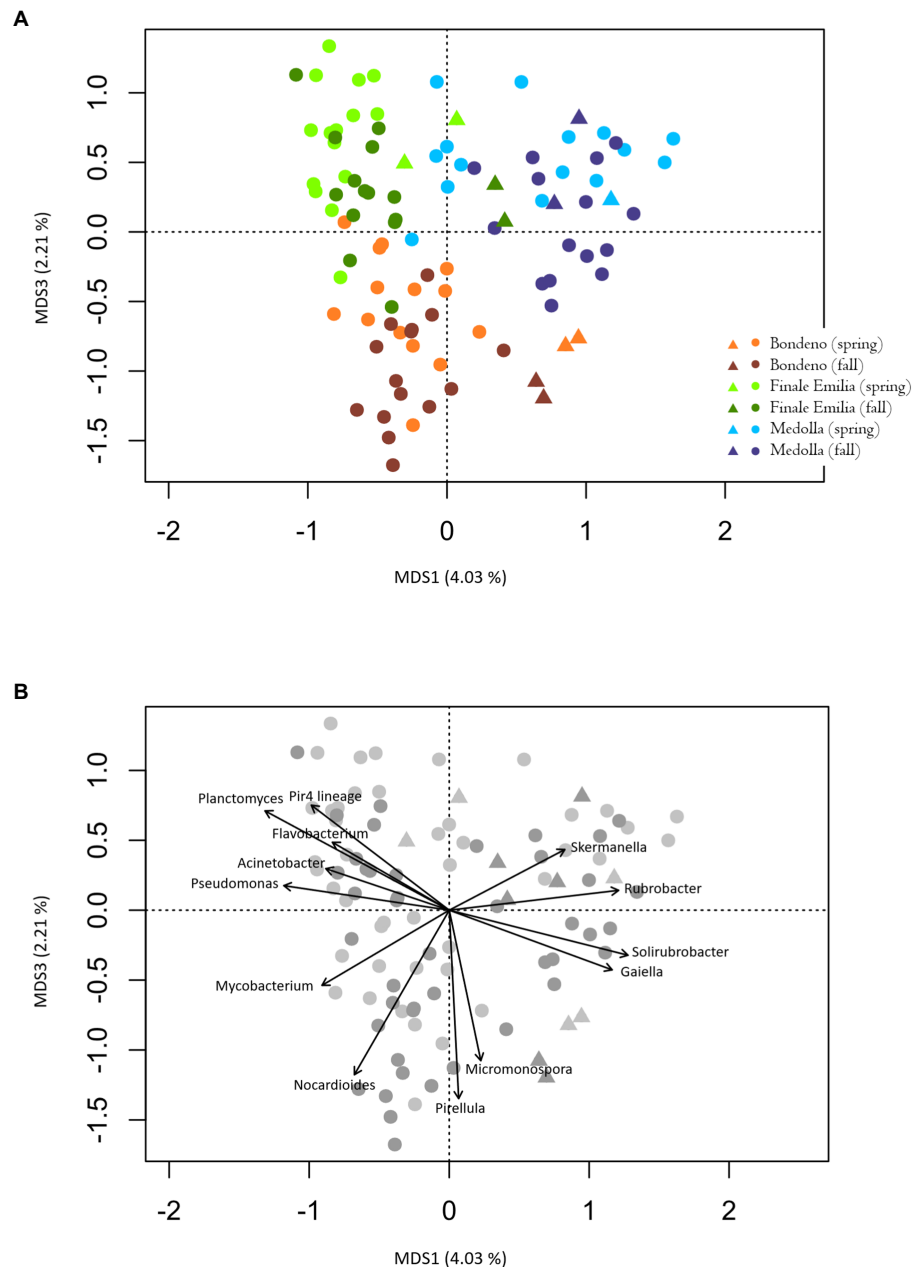 A
1.0
0.5
0.0
-0.5
-1.0
-1.5
MDS3 (2.21 %)
Bondeno (spring)
Bondeno (fall)
Finale Emilia (spring)
Finale Emilia (fall)
Medolla (spring)
Medolla (fall)
-2 -1 0 1 2
MDS1 (4.03 %)
B
1.0
0.5
0.0
-0.5
-1.0
-1.5
MDS3 (2.21 %)
Planctomyces Pir4 lineage
Flavobacterium
Skermanella
Acinetobacter
Pseudomonas
Rubrobacter
Solirubrobacter
Gaiella
Mycobacterium
Micromonospora
Nocardioides
Pirellula
-2 -1 0 1 2
MDS1 (4.03 %)